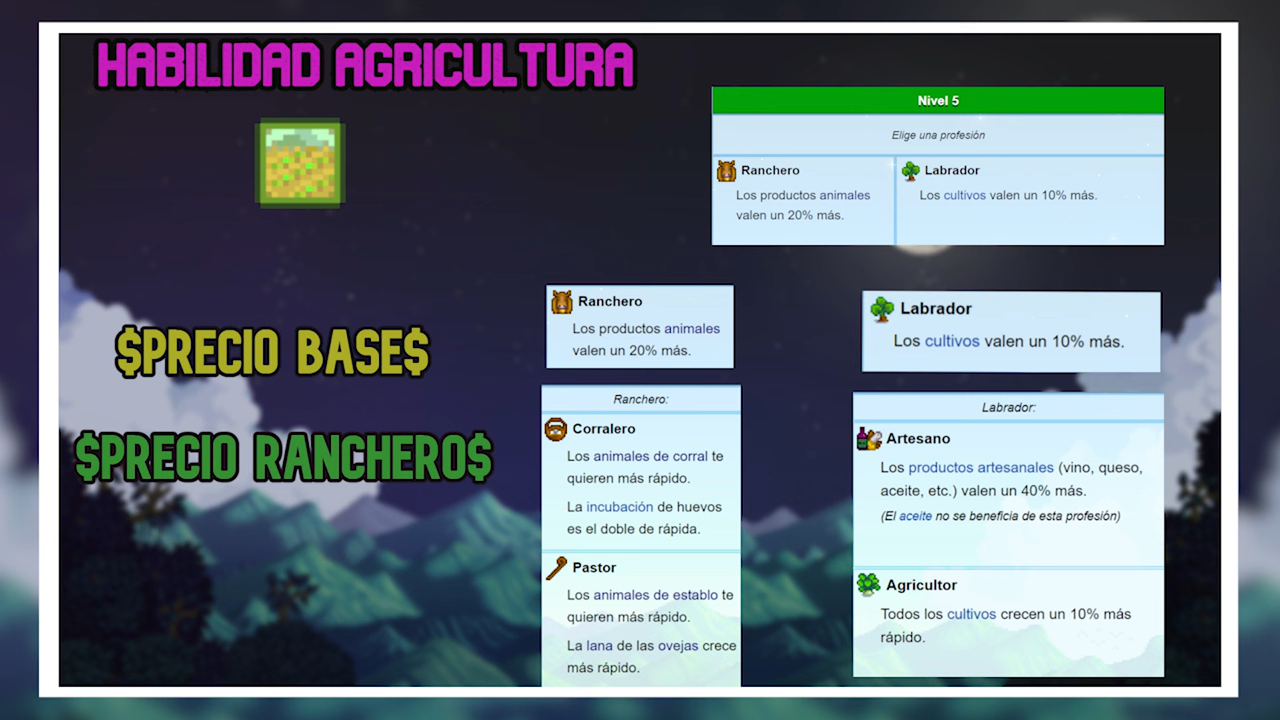 HABILIDAD AGRICULTURA
Nivel 5
Elige una profesión
Ranchero
Los productos animales
valen un 20% más.
Labrador
Los cultivos valen un 10% más.
$PRECIO BASE$
$PRECIO RANCHERO$
Ranchero
Los productos animales
valen un 20% más.
Ranchero:
Corralero
Los animales de corral te
quieren más rápido.
La incubación de huevos
es el doble de rápida.
Pastor
Los animales de establo te
quieren más rápido.
La lana de las ovejas crece
más rápido.
Labrador
Los cultivos valen un 10% más.
Labrador:
Artesano
Los productos artesanales (vino, queso,
aceite, etc.) valen un 40% más.
(El aceite no se beneficia de esta profesión)
Agricultor
Todos los cultivos crecen un 10% más
rápido.